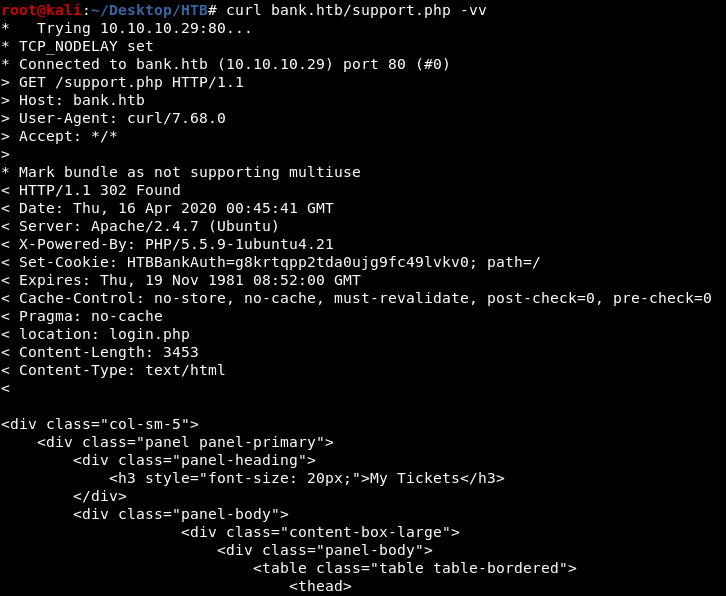 root@kali:~/Desktop/HTB# curl bank.htb/support.php -vv
*   Trying 10.10.10.29:80...
* TCP_NODELAY set
* Connected to bank.htb (10.10.10.29) port 80 (#0)
> GET /support.php HTTP/1.1
> Host: bank.htb
> User-Agent: curl/7.68.0
> Accept: */*
>
* Mark bundle as not supporting multiuse
< HTTP/1.1 302 Found
< Date: Thu, 16 Apr 2020 00:45:41 GMT
< Server: Apache/2.4.7 (Ubuntu)
< X-Powered-By: PHP/5.5.9-1ubuntu4.21
< Set-Cookie: HTBBankAuth=g8krtqpp2tda0ujg9fc49lvkv0; path=/
< Expires: Thu, 19 Nov 1981 08:52:00 GMT
< Cache-Control: no-store, no-cache, must-revalidate, post-check=0, pre-check=0
< Pragma: no-cache
< location: login.php
< Content-Length: 3453
< Content-Type: text/html
<
<div class="col-sm-5">
    <div class="panel panel-primary">
        <div class="panel-heading">
            <h3 style="font-size: 20px;">My Tickets</h3>
        </div>
        <div class="panel-body">
                    <div class="content-box-large">
                        <div class="panel-body">
                            <table class="table table-bordered">
                                <thead>